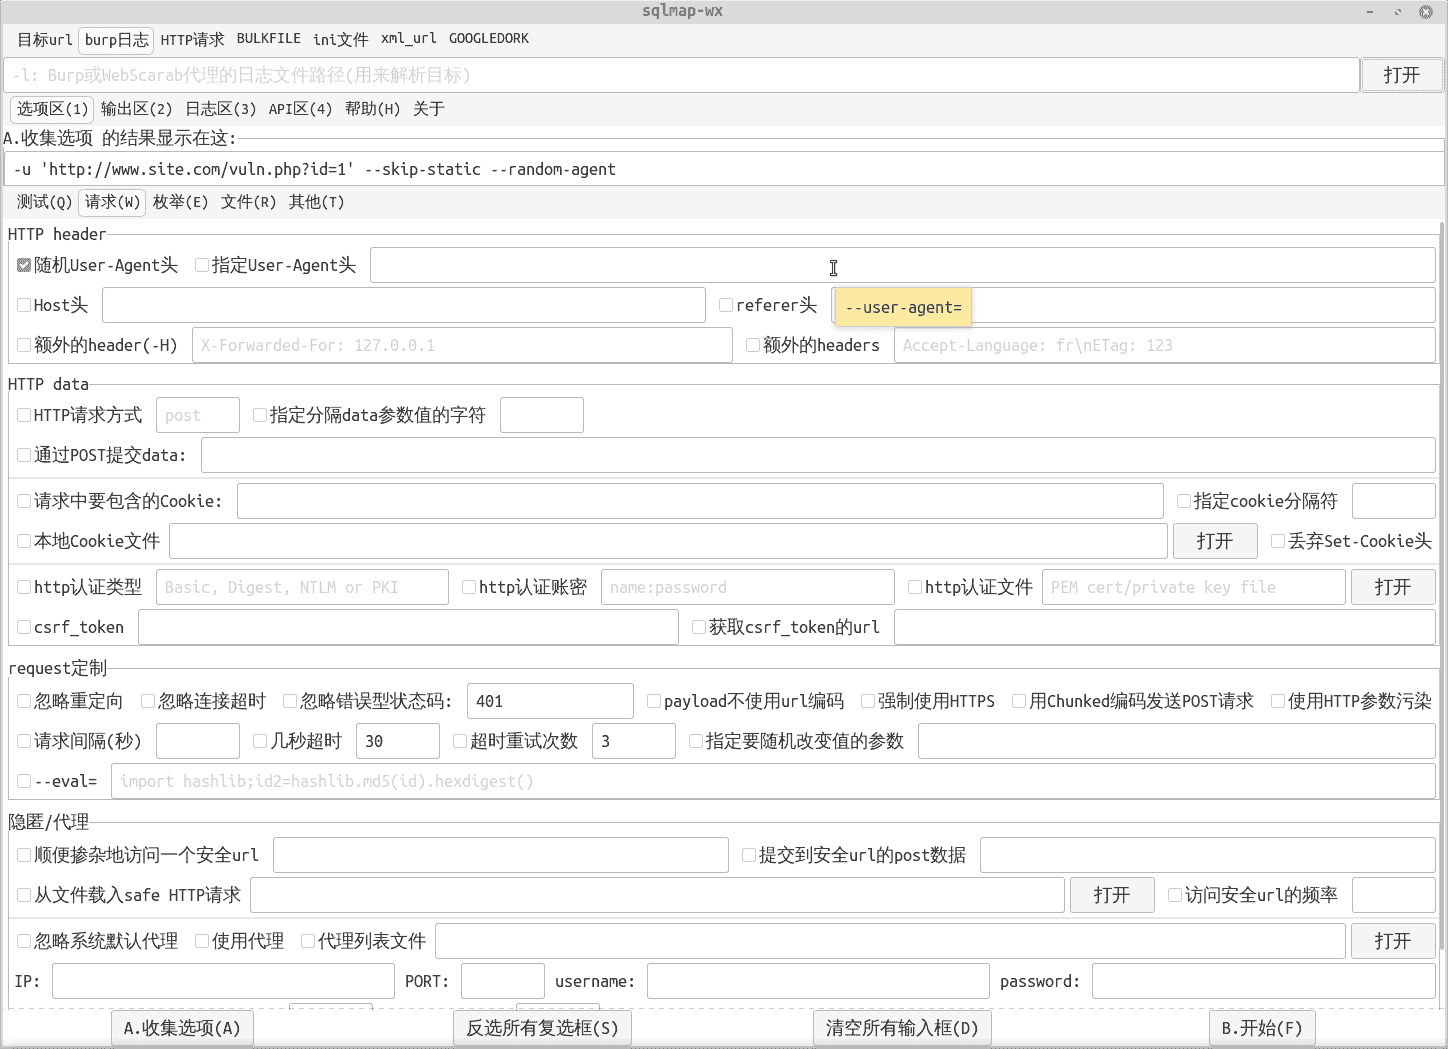 sqlmap-wx
目标url burp日志 HTTP请求 BULKFILE ini文件 xml_url GOOGLEDORK
-l: Burp或WebScarab代理的日志文件路径(用来解析目标) 打开
选项区(1) 输出区(2) 日志区(3) API区(4) 帮助(H) 关于
A.收集选项 的结果显示在这:
-u 'http://www.site.com/vuln.php?id=1' --skip-static --random-agent
测试(Q) 请求(W) 枚举(E) 文件(R) 其他(T)
HTTP header
随机User-Agent头 指定User-Agent头
Host头 referer头 --user-agent=
额外的header(-H) X-Forwarded-For: 127.0.0.1 额外的headers Accept-Language: fr\nETag: 123
HTTP data
HTTP请求方式 post 指定分隔data参数值的字符
通过POST提交data:
请求中要包含的Cookie: 指定cookie分隔符
本地Cookie文件 打开 丢弃Set-Cookie头
http认证类型 Basic, Digest, NTLM or PKI http认证账密 name:password http认证文件 PEM cert/private key file 打开
csrf_token 获取csrf_token的url
request定制
忽略重定向 忽略连接超时 忽略错误型状态码: 401 payload不使用url编码 强制使用HTTPS 用Chunked编码发送POST请求 使用HTTP参数污染
请求间隔(秒) 几秒超时 30 超时重试次数 3 指定要随机改变值的参数
--eval= import hashlib;id2=hashlib.md5(id).hexdigest()
隐匿/代理
顺便掺杂地访问一个安全url 提交到安全url的post数据
从文件载入safe HTTP请求 打开 访问安全url的频率
忽略系统默认代理 使用代理 代理列表文件 打开
IP: PORT: username: password:
A.收集选项(A) 反选所有复选框(S) 清空所有输入框(D) B.开始(F)